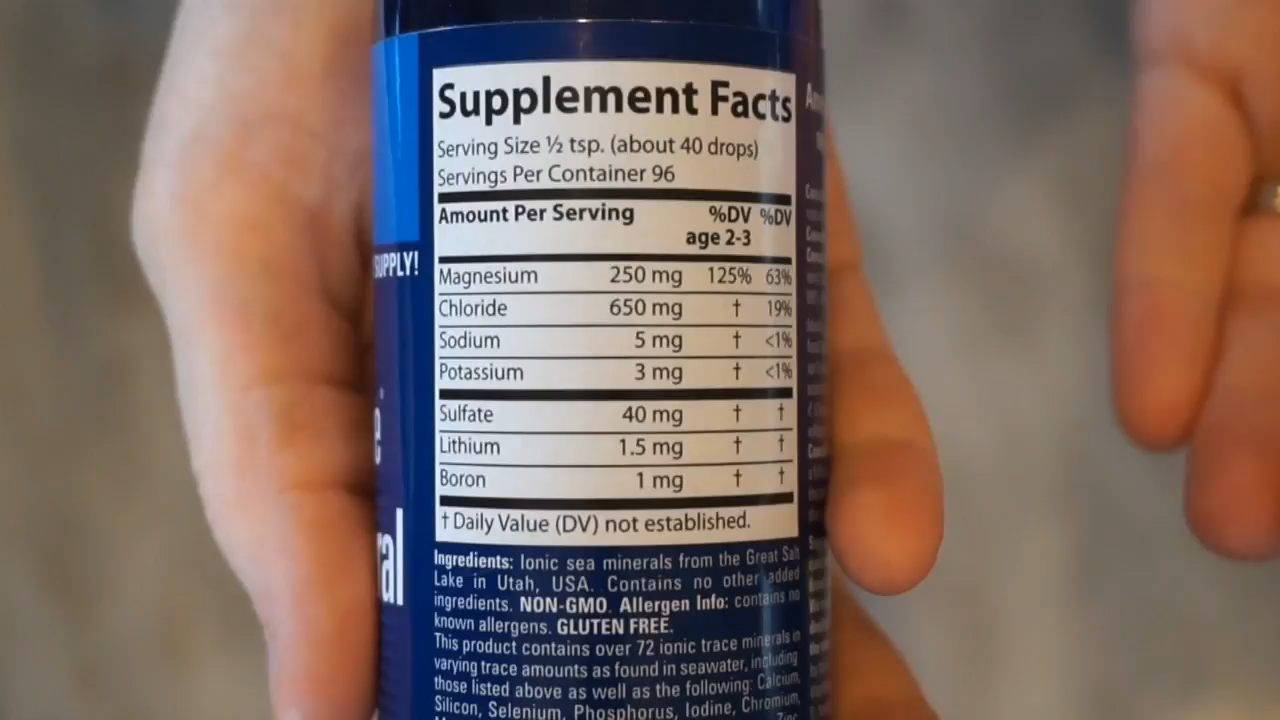 SUPPLY!
Supplement Facts
Serving Size ½ tsp. (about 40 drops)
Servings Per Container 96
Amount Per Serving %DV %DV
age 2-3
Magnesium 250 mg 125% 63%
Chloride 650 mg † 19%
Sodium 5 mg † <1%
Potassium 3 mg † <1%
Sulfate 40 mg † †
Lithium 1.5 mg † †
Boron 1 mg † †
† Daily Value (DV) not established.
Ingredients: Ionic sea minerals from the Great Salt
Lake in Utah, USA. Contains no other added
ingredients. NON-GMO. Allergen Info: contains no
known allergens. GLUTEN FREE.
This product contains over 72 ionic trace minerals in
varying trace amounts as found in seawater, including
those listed above as well as the following: Calcium,
Silicon, Selenium, Phosphorus, Iodine, Chromium,